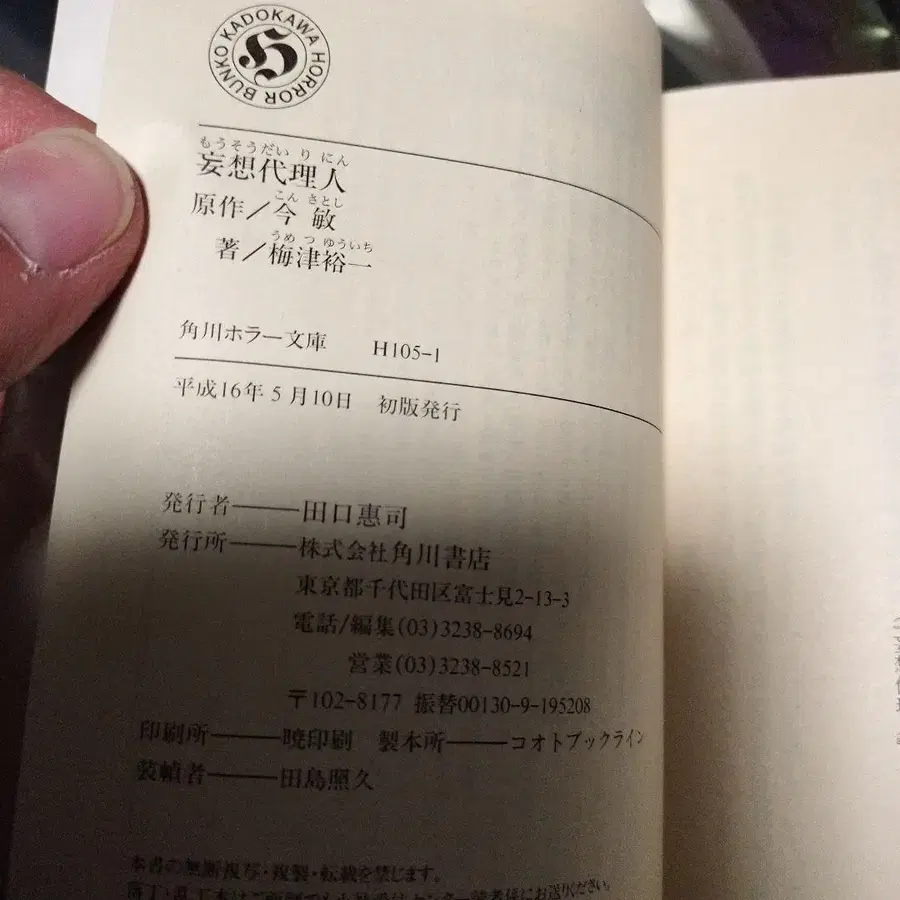 KADOKAWA HORROR BUNKO
H
もうそうだいりにん
妄想代理人
こん さとし
原作／今 敏
うめ つ ゆういち
著／梅津裕一
角川ホラー文庫 H105-1
平成16年5月10日 初版発行
発行者――田口惠司
発行所――株式会社角川書店
東京都千代田区富士見2-13-3
電話/編集(03)3238-8694
営業(03)3238-8521
〒102-8177 振替00130-9-195208
印刷所――暁印刷 製本所――コオトブックライン
装幀者――田島照久
本書の無断複写・複製・転載を禁じます。
にお送りください。